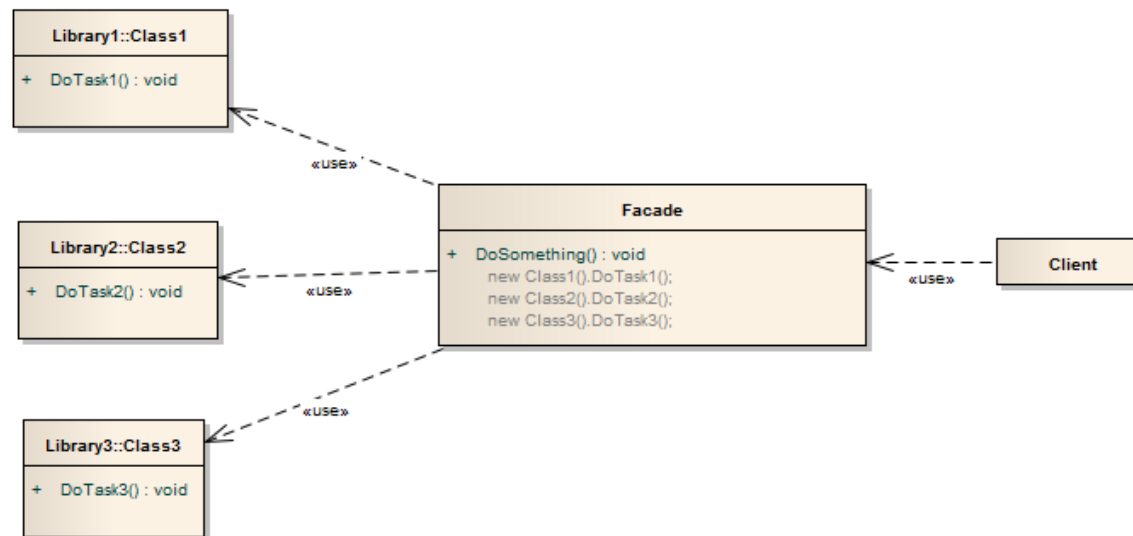 Library1::Class1
+ DoTask1() : void
«use»
Library2::Class2
+ DoTask2() : void
«use»
Library3::Class3
+ DoTask3() : void
«use»
Facade
+ DoSomething() : void
new Class1().DoTask1();
new Class2().DoTask2();
new Class3().DoTask3();
«use»
Client